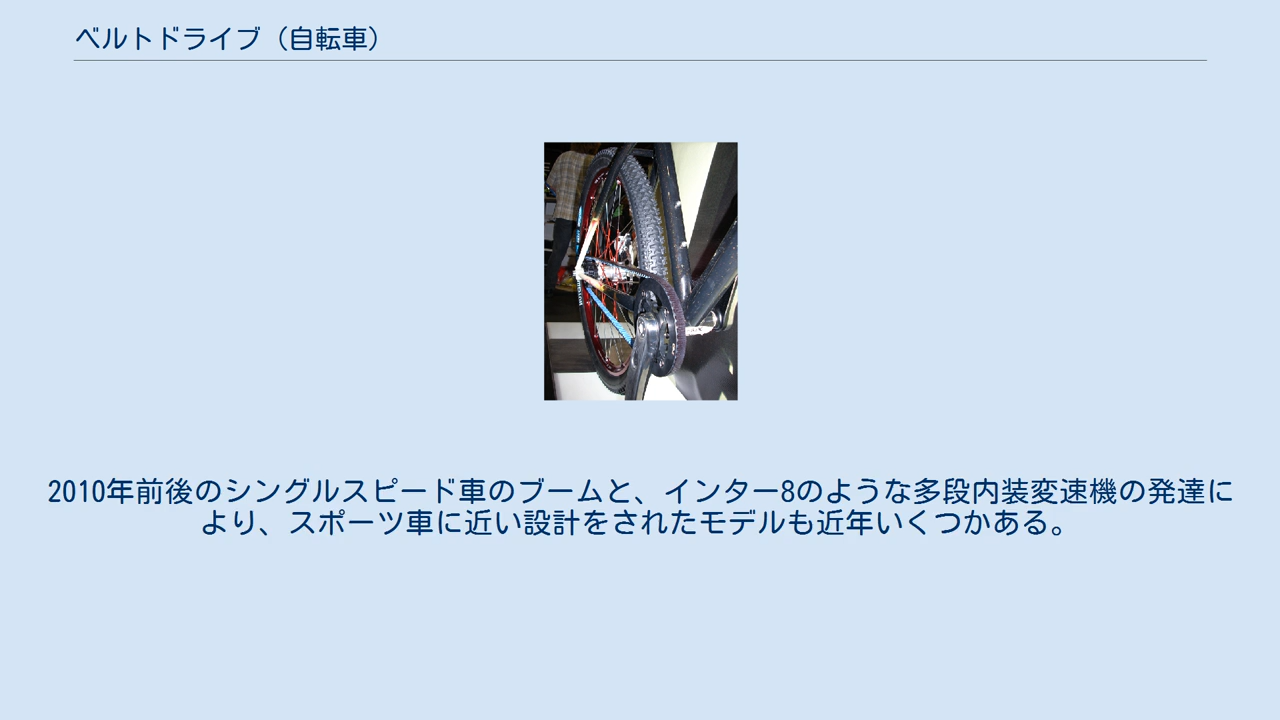 ベルトドライブ（自転車）
2010年前後のシングルスピード車のブームと、インター8のような多段内装変速機の発達に
より、スポーツ車に近い設計をされたモデルも近年いくつかある。